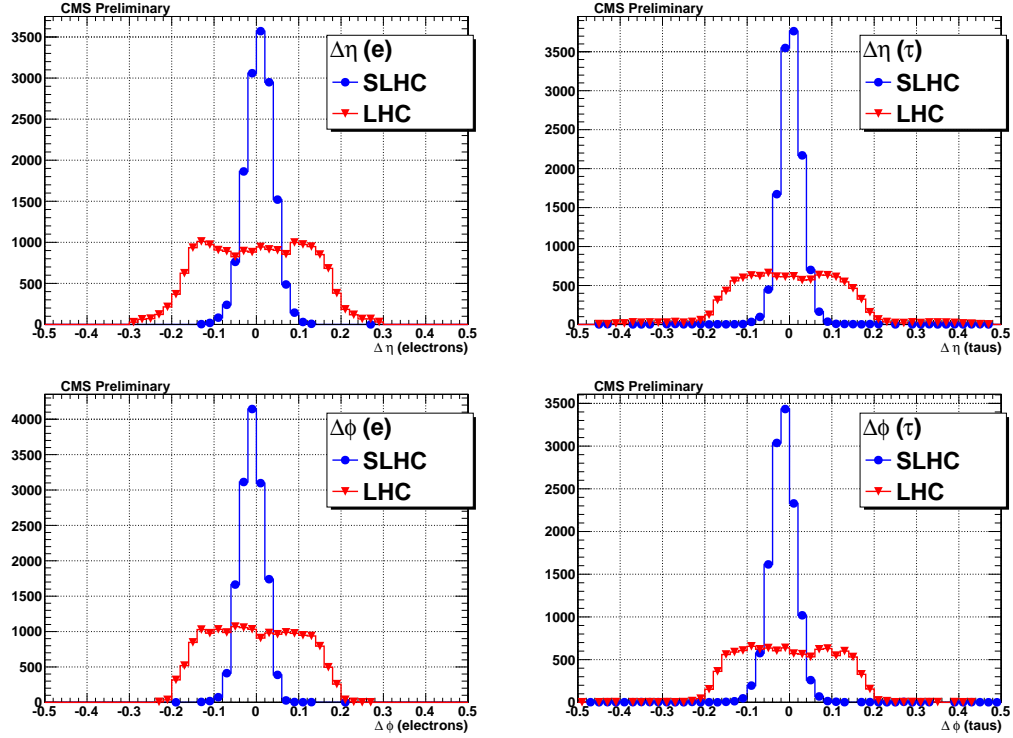 CMS Preliminary
3500
3000
2500
2000
1500
1000
500
0
Δη (e)
SLHC
LHC
-0.5 -0.4 -0.3 -0.2 -0.1 0 0.1 0.2 0.3 0.4 0.5
Δ η (electrons)
CMS Preliminary
4000
3500
3000
2500
2000
1500
1000
500
0
Δη (τ)
SLHC
LHC
-0.5 -0.4 -0.3 -0.2 -0.1 0 0.1 0.2 0.3 0.4 0.5
Δ η (taus)
CMS Preliminary
4000
3500
3000
2500
2000
1500
1000
500
0
Δϕ (e)
SLHC
LHC
-0.5 -0.4 -0.3 -0.2 -0.1 0 0.1 0.2 0.3 0.4 0.5
Δ ϕ (electrons)
CMS Preliminary
3500
3000
2500
2000
1500
1000
500
0
Δϕ (τ)
SLHC
LHC
-0.5 -0.4 -0.3 -0.2 -0.1 0 0.1 0.2 0.3 0.4 0.5
Δ ϕ (taus)